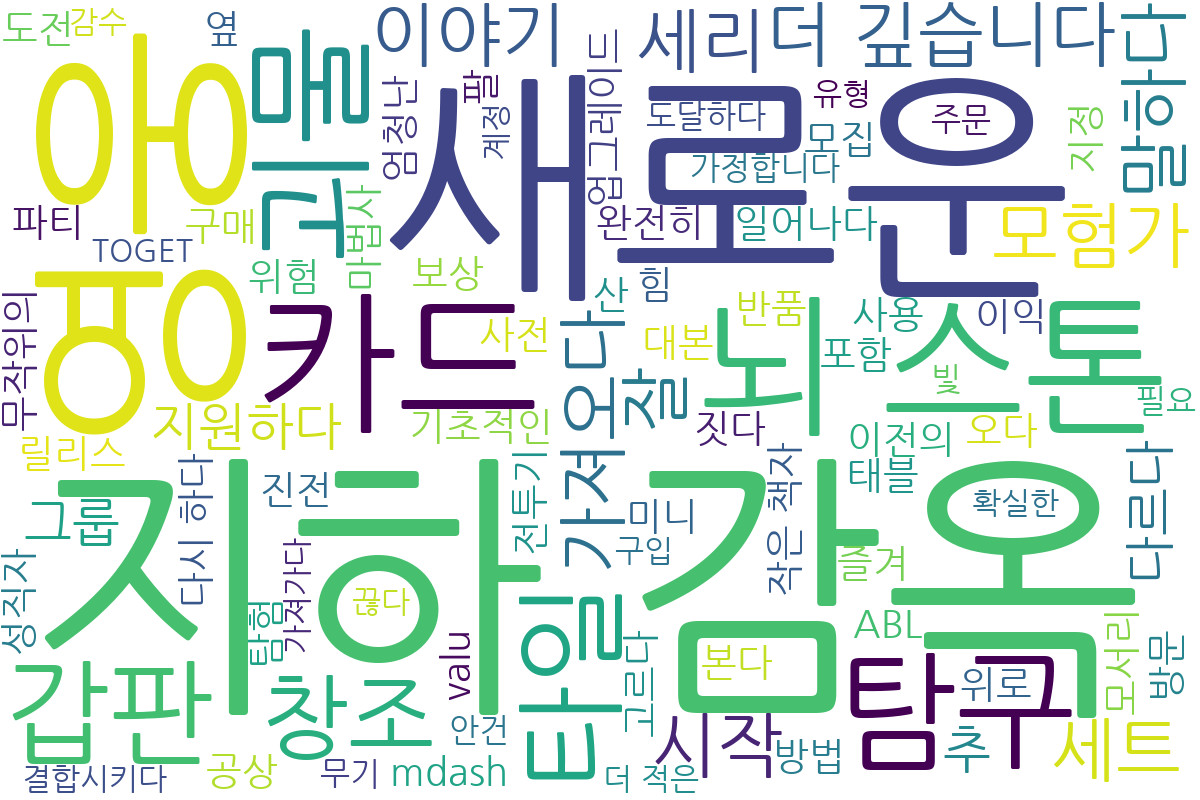 도전
감수
옆
이야기
세리
더 깊습니다
말하다
영웅
괴물
새로운
엄청난
팔
계정
업그레이드
도달하다
유형
모집
주문
지정
가정합니다
파티
TOGET
구매
마법사
완전히
일어나다
모험가
위험
보상
산
힘
반품
사용
이익
무작위의
카드
사전
가져오다
찰
대본
뇌
포함
스톤
빛
필요
릴리스
지원하다
기초적인
짓다
이전의
오다
그룹
다시 하다
진전
전투기
미니
구입
작은 책자
태블
확실한
다르다
성직자
지하 감옥
탐험
가져가다
끊다
즐겨
ABL
갑판
창조
valu
타일
고르다
본다
탐구
위로
모서리
방문
안건
시작
방법
추
세트
결합시키다
공상
무기
mdash
더 적은